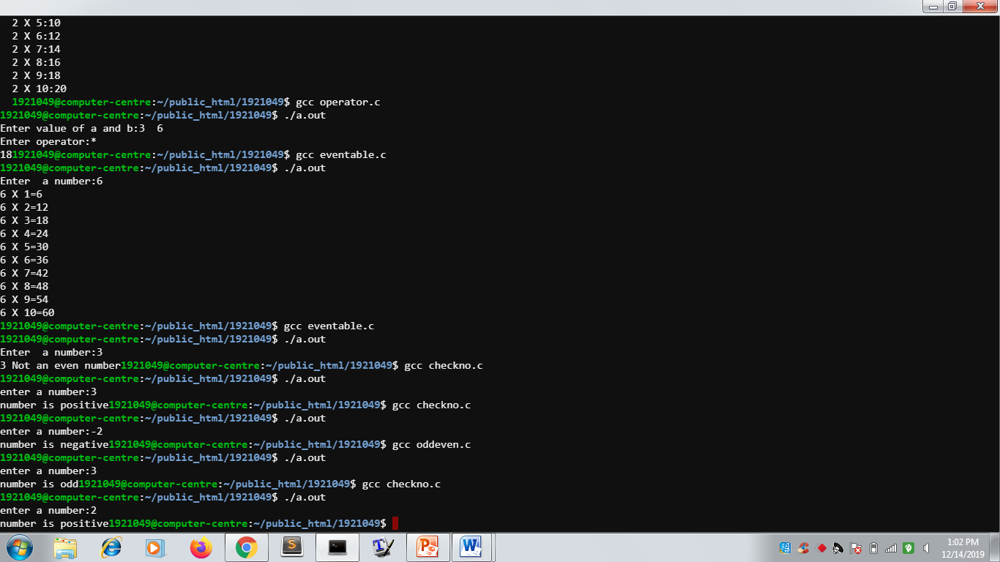 2 X 5:10
2 X 6:12
2 X 7:14
2 X 8:16
2 X 9:18
2 X 10:20
1921049@computer-centre:~/public_html/1921049$ gcc operator.c
1921049@computer-centre:~/public_html/1921049$ ./a.out
Enter value of a and b:3  6
Enter operator:*
181921049@computer-centre:~/public_html/1921049$ gcc eventable.c
1921049@computer-centre:~/public_html/1921049$ ./a.out
Enter  a number:6
6 X 1=6
6 X 2=12
6 X 3=18
6 X 4=24
6 X 5=30
6 X 6=36
6 X 7=42
6 X 8=48
6 X 9=54
6 X 10=60
1921049@computer-centre:~/public_html/1921049$ gcc eventable.c
1921049@computer-centre:~/public_html/1921049$ ./a.out
Enter  a number:3
3 Not an even number1921049@computer-centre:~/public_html/1921049$ gcc checkno.c
1921049@computer-centre:~/public_html/1921049$ ./a.out
enter a number:3
number is positive1921049@computer-centre:~/public_html/1921049$ gcc checkno.c
1921049@computer-centre:~/public_html/1921049$ ./a.out
enter a number:-2
number is negative1921049@computer-centre:~/public_html/1921049$ gcc oddeven.c
1921049@computer-centre:~/public_html/1921049$ ./a.out
enter a number:3
number is odd1921049@computer-centre:~/public_html/1921049$ gcc checkno.c
1921049@computer-centre:~/public_html/1921049$ ./a.out
enter a number:2
number is positive1921049@computer-centre:~/public_html/1921049$
1:02 PM
12/14/2019